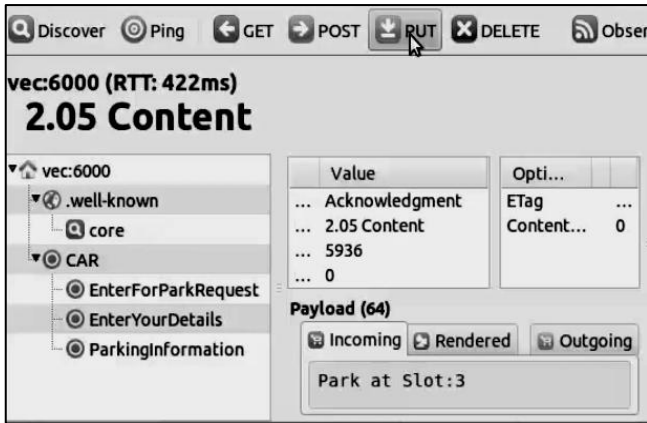 Discover Ping GET POST PUT DELETE Obser
vec:6000 (RTT: 422ms)
2.05 Content
vec:6000
.well-known
core
CAR
EnterForParkRequest
EnterYourDetails
ParkingInformation
Value
... Acknowledgment
... 2.05 Content
... 5936
... 0
Opti...
ETag ...
Content... 0
Payload (64)
Incoming Rendered Outgoing
Park at Slot:3